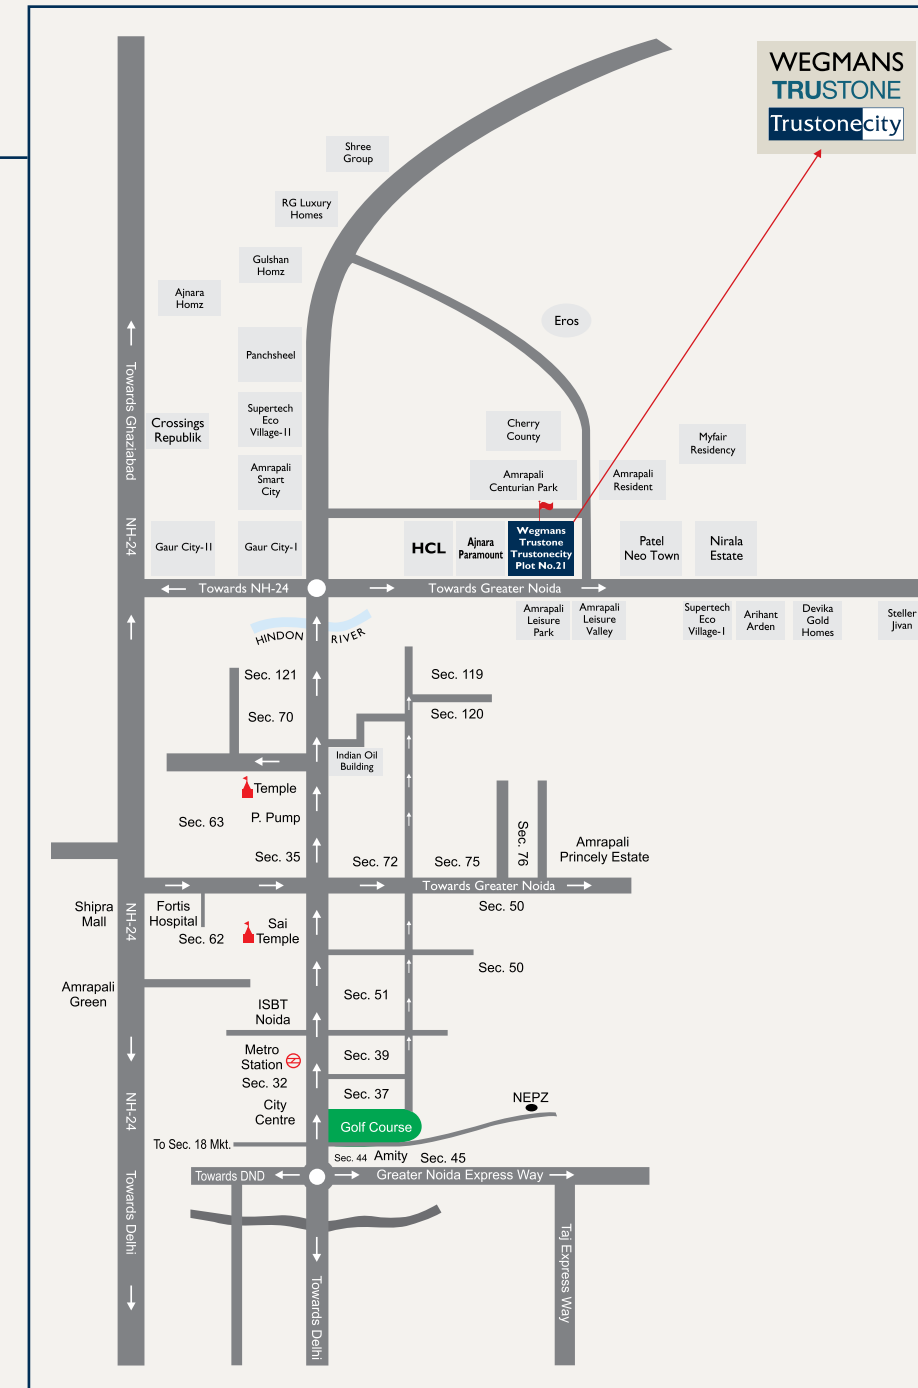 WEGMANS
TRUSTONE
Trustonecity
Shree
Group
RG Luxury
Homes
Gulshan
Homz
Ajnara
Homz
Eros
Panchsheel
Towards Ghaziabad
Supertech
Eco
Village-II
Crossings
Republik
Cherry
County
Myfair
Residency
Amrapali
Smart
City
Amrapali
Centurian Park
Amrapali
Resident
NH-24
Gaur City-II
Gaur City-I
HCL
Ajnara
Paramount
Wegmans
Trustone
Trustonecity
Plot No.21
Patel
Neo Town
Nirala
Estate
Towards NH-24
Towards Greater Noida
Amrapali
Leisure
Park
Amrapali
Leisure
Valley
Supertech
Eco
Village-I
Arihant
Arden
Devika
Gold
Homes
Steller
Jivan
HINDON RIVER
Sec. 121
Sec. 119
Sec. 70
Sec. 120
Indian Oil
Building
Temple
Sec. 63
P. Pump
Sec. 35
Sec. 72
Sec. 75
Sec. 76
Amrapali
Princely Estate
Towards Greater Noida
Shipra
Mall
NH-24
Fortis
Hospital
Sec. 50
Sec. 62
Sai
Temple
Sec. 50
Amrapali
Green
Sec. 51
ISBT
Noida
Metro
Station
Sec. 39
Sec. 32
Sec. 37
City
Centre
NH-24
NEPZ
Golf Course
To Sec. 18 Mkt.
Sec. 44
Amity
Sec. 45
Towards DND
Greater Noida Express Way
Towards Delhi
Towards Delhi
Taj Express Way